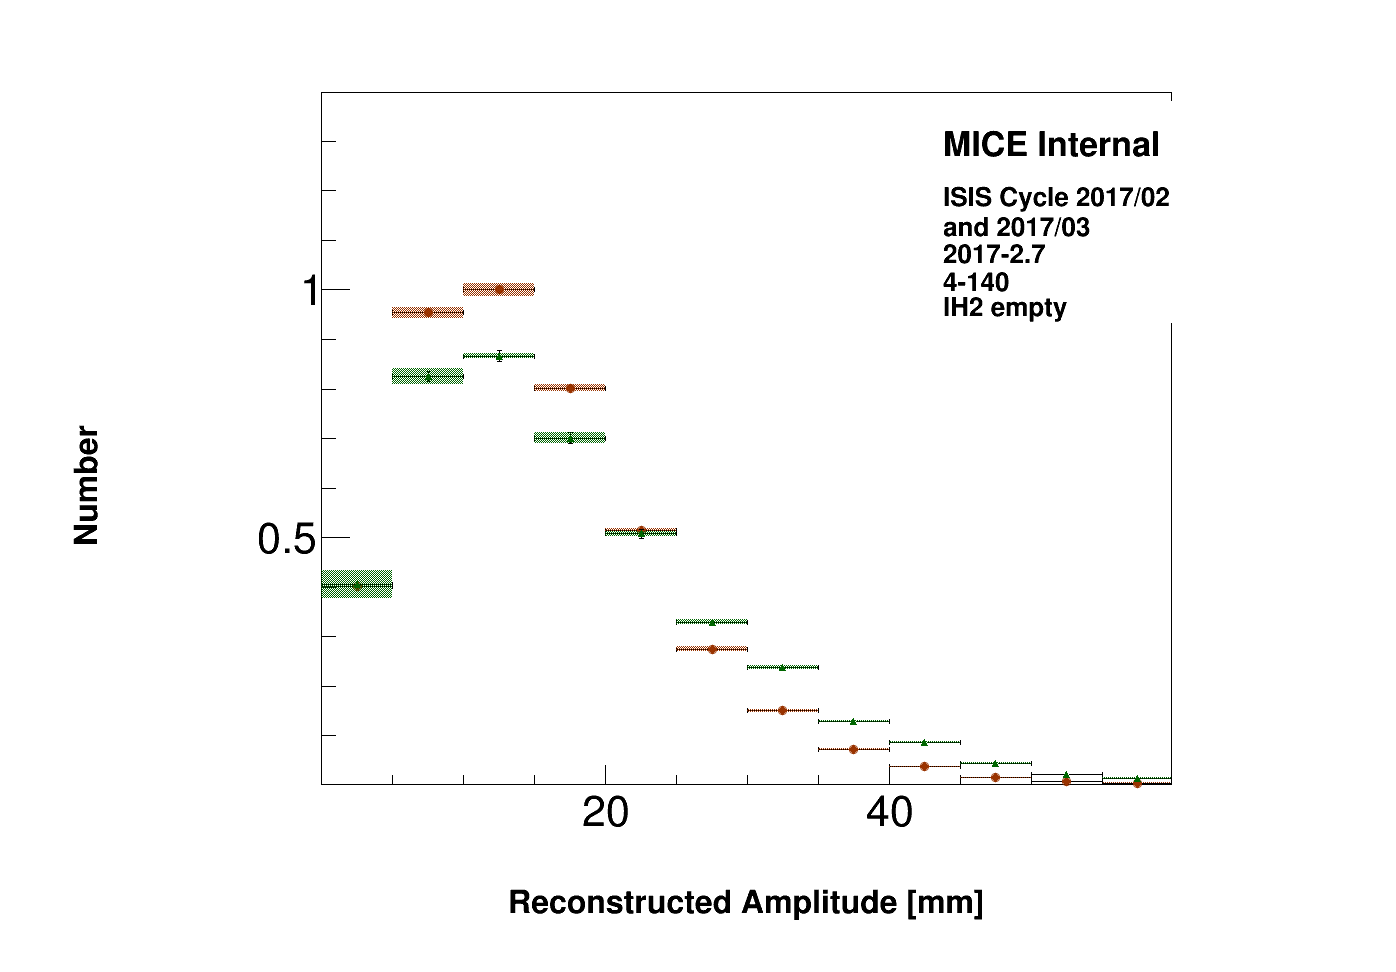 MICE Internal
ISIS Cycle 2017/02
and 2017/03
2017-2.7
4-140
IH2 empty
1
0.5
Number
20 40
Reconstructed Amplitude [mm]